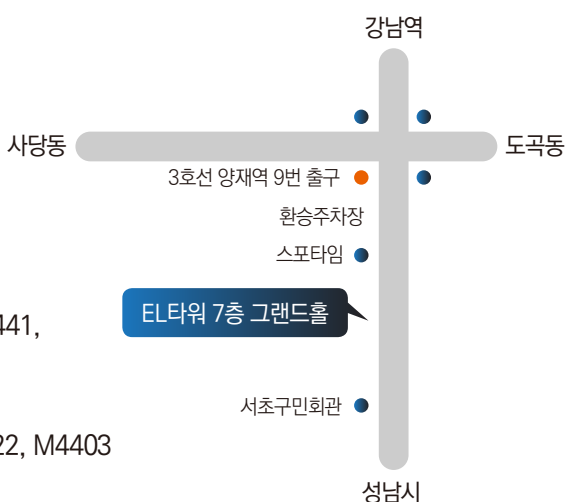 강남역
사당동
도곡동
3호선 양재역 9번 출구
환승주차장
스포타임
EL타워 7층 그랜드홀
441,
서초구민회관
22, M4403
성남시